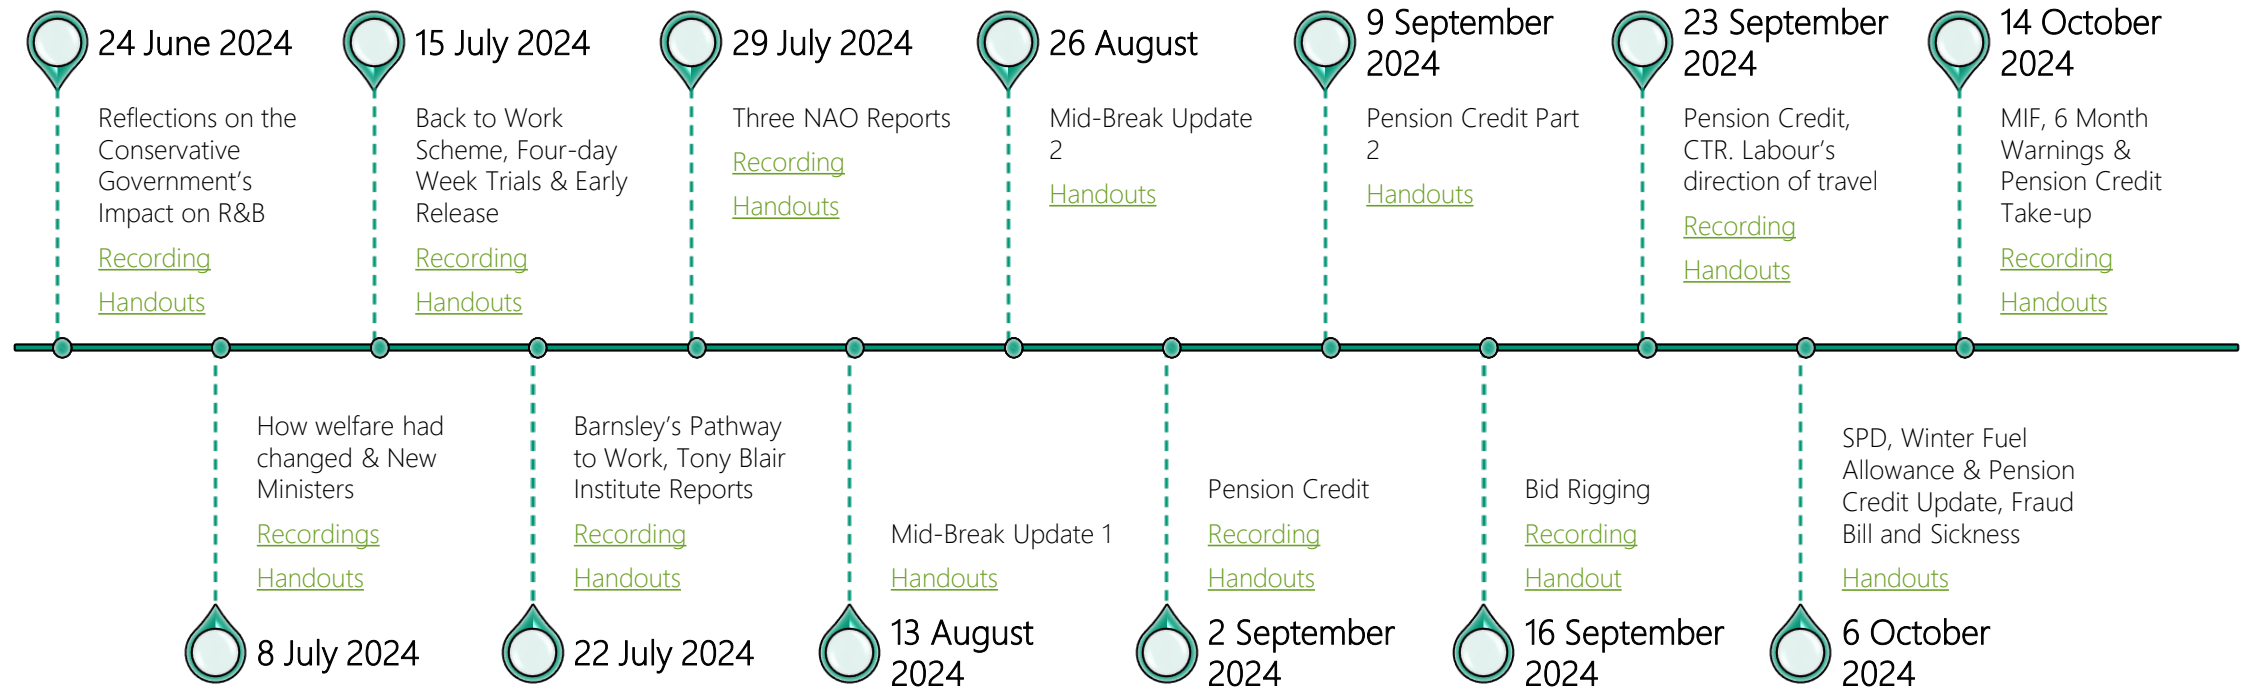 24 June 2024
Reflections on the
Conservative
Government's
Impact on R&B
Recording
Handouts
15 July 2024
Back to Work
Scheme, Four-day
Week Trials & Early
Release
Recording
Handouts
29 July 2024
Three NAO Reports
Recording
Handouts
26 August
Mid-Break Update
2
Handouts
9 September
2024
Pension Credit Part
2
Handouts
23 September
2024
Pension Credit,
CTR. Labour's
direction of travel
Recording
Handouts
14 October
2024
MIF, 6 Month
Warnings &
Pension Credit
Take-up
Recording
Handouts
How welfare had
changed & New
Ministers
Recordings
Handouts
8 July 2024
Barnsley's Pathway
to Work, Tony Blair
Institute Reports
Recording
Handouts
22 July 2024
Mid-Break Update 1
Handouts
13 August
2024
Pension Credit
Recording
Handouts
2 September
2024
Bid Rigging
Recording
Handout
16 September
2024
SPD, Winter Fuel
Allowance & Pension
Credit Update, Fraud
Bill and Sickness
Handouts
6 October
2024